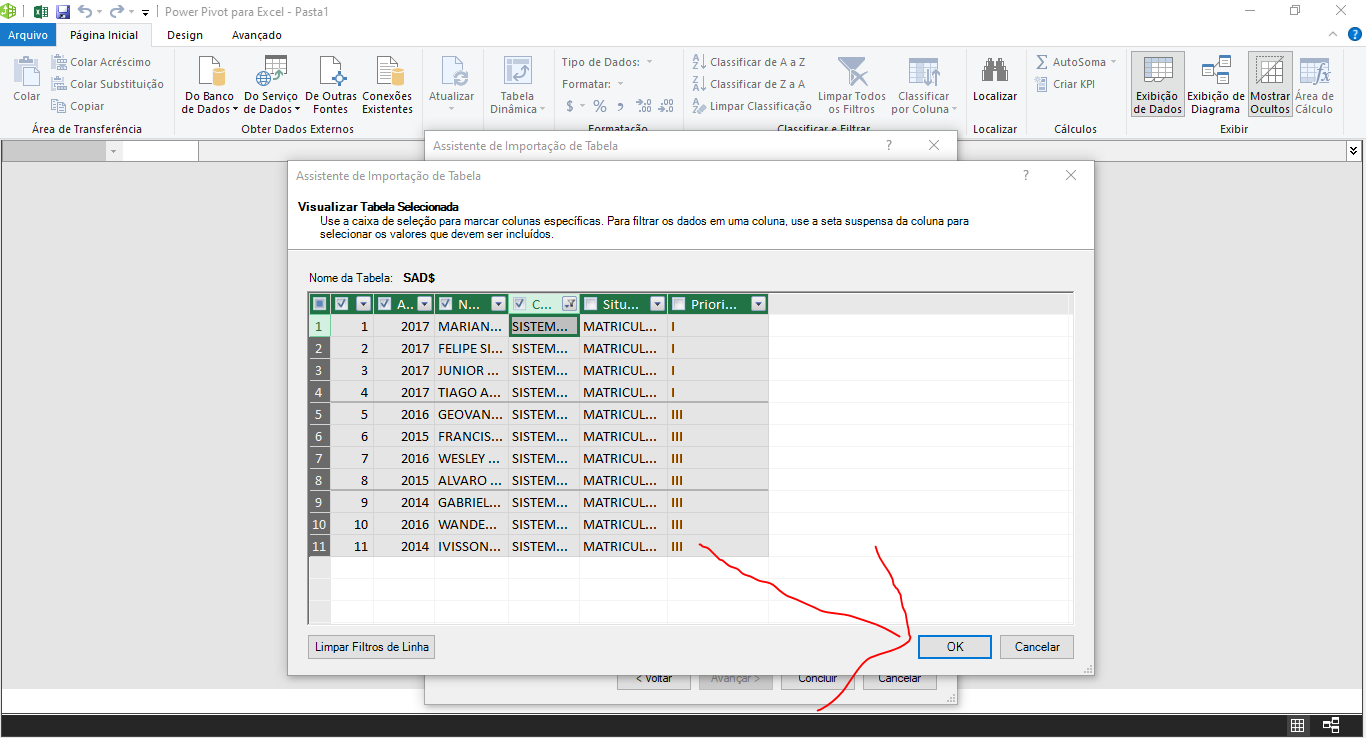 Power Pivot para Excel - Pasta1
Arquivo Página Inicial Design Avançado
Colar
Colar Acréscimo
Colar Substituição
Copiar
Área de Transferência
Do Banco de Dados
Do Serviço de Dados
De Outras Fontes
Conexões Existentes
Obter Dados Externos
Atualizar
Tabela Dinâmica
Tipo de Dados:
Formatar:
$ % ,
Formatação
Classificar de A a Z
Classificar de Z a A
Limpar Classificação
Limpar Todos os Filtros
Classificar por Coluna
Classificar e Filtrar
Localizar
Localizar
AutoSoma
Criar KPI
Cálculos
Exibição de Dados
Exibição de Diagrama
Mostrar Ocultos
Área de Cálculo
Exibir
Assistente de Importação de Tabela ?
Assistente de Importação de Tabela ?
Visualizar Tabela Selecionada
Use a caixa de seleção para marcar colunas específicas. Para filtrar os dados em uma coluna, use a seta suspensa da coluna para
selecionar os valores que devem ser incluídos.
Nome da Tabela: SAD$
A... N... C... Situ... Priori...
1 1 2017 MARIAN... SISTEM... MATRICUL... I
2 2 2017 FELIPE SI... SISTEM... MATRICUL... I
3 3 2017 JUNIOR ... SISTEM... MATRICUL... I
4 4 2017 TIAGO A... SISTEM... MATRICUL... I
5 5 2016 GEOVAN... SISTEM... MATRICUL... III
6 6 2015 FRANCIS... SISTEM... MATRICUL... III
7 7 2016 WESLEY ... SISTEM... MATRICUL... III
8 8 2015 ALVARO ... SISTEM... MATRICUL... III
9 9 2014 GABRIEL... SISTEM... MATRICUL... III
10 10 2016 WANDE... SISTEM... MATRICUL... III
11 11 2014 IVISSON... SISTEM... MATRICUL... III
Limpar Filtros de Linha OK Cancelar
< Voltar Avançar > Concluir Cancelar